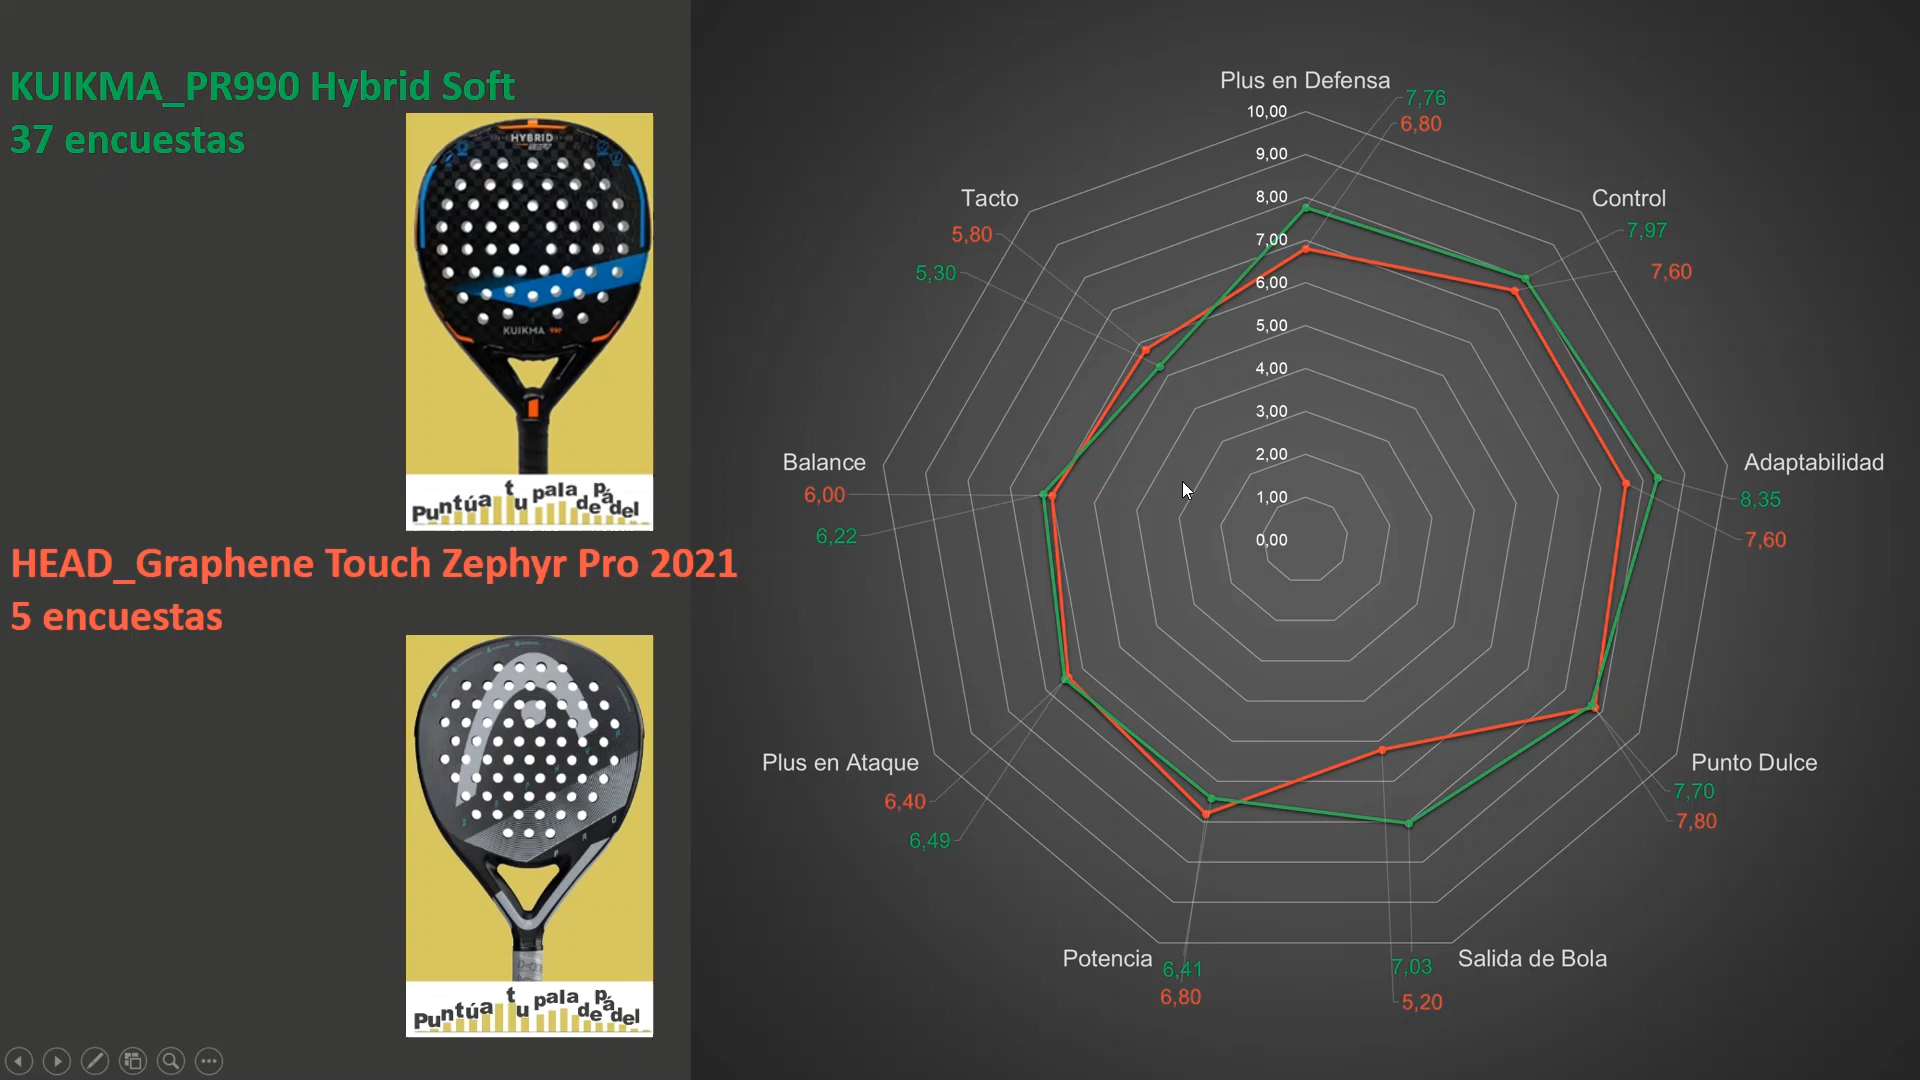 KUIKMA_PR990 Hybrid Soft
37 encuestas
HYBRID
SOFT
KUIKMA 990
Puntúa tu pala de pádel
HEAD_Graphene Touch Zephyr Pro 2021
5 encuestas
Puntúa tu pala de pádel
Plus en Defensa
7,76
6,80
Control
7,97
7,60
Adaptabilidad
8,35
7,60
Punto Dulce
7,70
7,80
Salida de Bola
7,03
5,20
Potencia
6,41
6,80
Plus en Ataque
6,40
6,49
Balance
6,00
6,22
Tacto
5,80
5,30
10,00
9,00
8,00
7,00
6,00
5,00
4,00
3,00
2,00
1,00
0,00